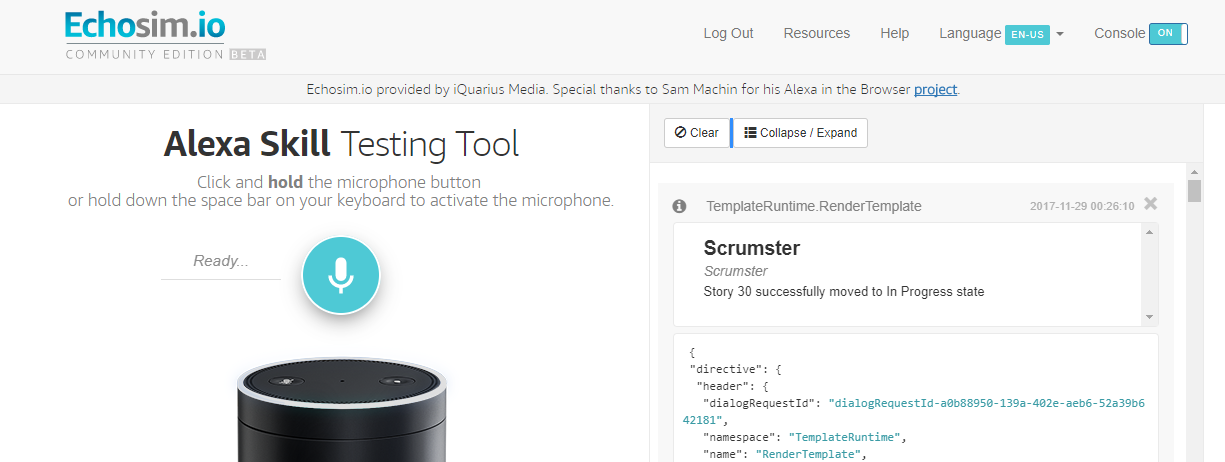 Echosim.io
COMMUNITY EDITION BETA
Log Out Resources Help Language EN-US Console ON
Echosim.io provided by iQuarius Media. Special thanks to Sam Machin for his Alexa in the Browser project.
Alexa Skill Testing Tool
Click and hold the microphone button
or hold down the space bar on your keyboard to activate the microphone.
Ready...
Clear Collapse / Expand
TemplateRuntime.RenderTemplate 2017-11-29 00:26:10
Scrumster
Scrumster
Story 30 successfully moved to In Progress state
{
"directive": {
"header": {
"dialogRequestId": "dialogRequestId-a0b88950-139a-402e-aeb6-52a39b6
42181",
"namespace": "TemplateRuntime",
"name": "RenderTemplate",